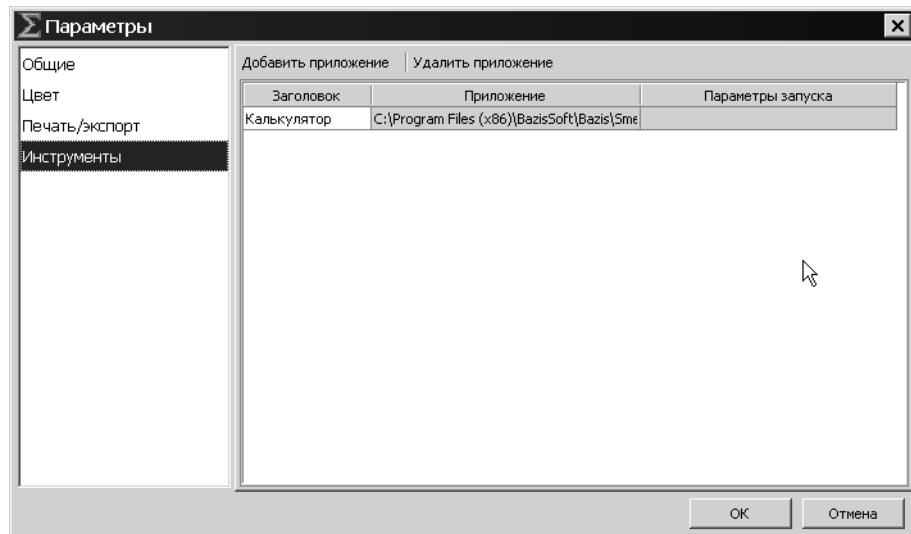 Параметры
Общие
Цвет
Печать/экспорт
Инструменты
Добавить приложение Удалить приложение
Заголовок Приложение Параметры запуска
Калькулятор C:\Program Files (x86)\BazisSoft\Bazis\Sme
OK Отмена